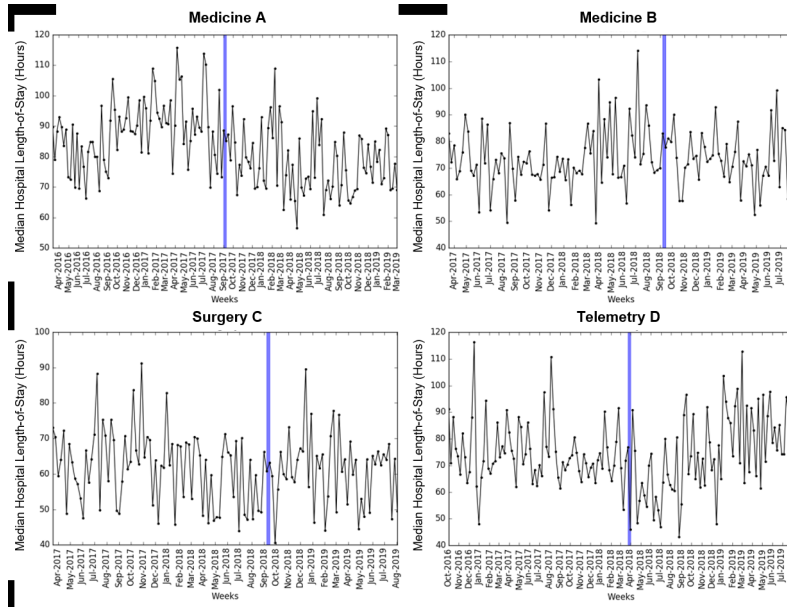 Medicine A
Median Hospital Length-of-Stay (Hours)
120
110
100
90
80
70
60
50
Apr-2016
May-2016
Jun-2016
Jul-2016
Aug-2016
Sep-2016
Oct-2016
Nov-2016
Dec-2016
Jan-2017
Feb-2017
Mar-2017
Apr-2017
May-2017
Jun-2017
Jul-2017
Aug-2017
Sep-2017
Oct-2017
Nov-2017
Dec-2017
Jan-2018
Feb-2018
Mar-2018
Apr-2018
May-2018
Jun-2018
Jul-2018
Aug-2018
Sep-2018
Oct-2018
Nov-2018
Dec-2018
Jan-2019
Feb-2019
Mar-2019
Weeks
Medicine B
Median Hospital Length-of-Stay (Hours)
120
110
100
90
80
70
60
50
40
Apr-2017
May-2017
Jun-2017
Jul-2017
Aug-2017
Sep-2017
Oct-2017
Nov-2017
Dec-2017
Jan-2018
Feb-2018
Mar-2018
Apr-2018
May-2018
Jun-2018
Jul-2018
Aug-2018
Sep-2018
Oct-2018
Nov-2018
Dec-2018
Jan-2019
Feb-2019
Mar-2019
Apr-2019
May-2019
Jun-2019
Jul-2019
Weeks
Surgery C
Median Hospital Length-of-Stay (Hours)
100
90
80
70
60
50
40
Apr-2017
May-2017
Jun-2017
Jul-2017
Aug-2017
Sep-2017
Oct-2017
Nov-2017
Dec-2017
Jan-2018
Feb-2018
Mar-2018
Apr-2018
May-2018
Jun-2018
Jul-2018
Aug-2018
Sep-2018
Oct-2018
Nov-2018
Dec-2018
Jan-2019
Feb-2019
Mar-2019
Apr-2019
May-2019
Jun-2019
Jul-2019
Aug-2019
Weeks
Telemetry D
Median Hospital Length-of-Stay (Hours)
120
110
100
90
80
70
60
50
40
Oct-2016
Nov-2016
Dec-2016
Jan-2017
Feb-2017
Mar-2017
Apr-2017
May-2017
Jun-2017
Jul-2017
Aug-2017
Sep-2017
Oct-2017
Nov-2017
Dec-2017
Jan-2018
Feb-2018
Mar-2018
Apr-2018
May-2018
Jun-2018
Jul-2018
Aug-2018
Sep-2018
Oct-2018
Nov-2018
Dec-2018
Jan-2019
Feb-2019
Mar-2019
Apr-2019
May-2019
Jun-2019
Jul-2019
Weeks